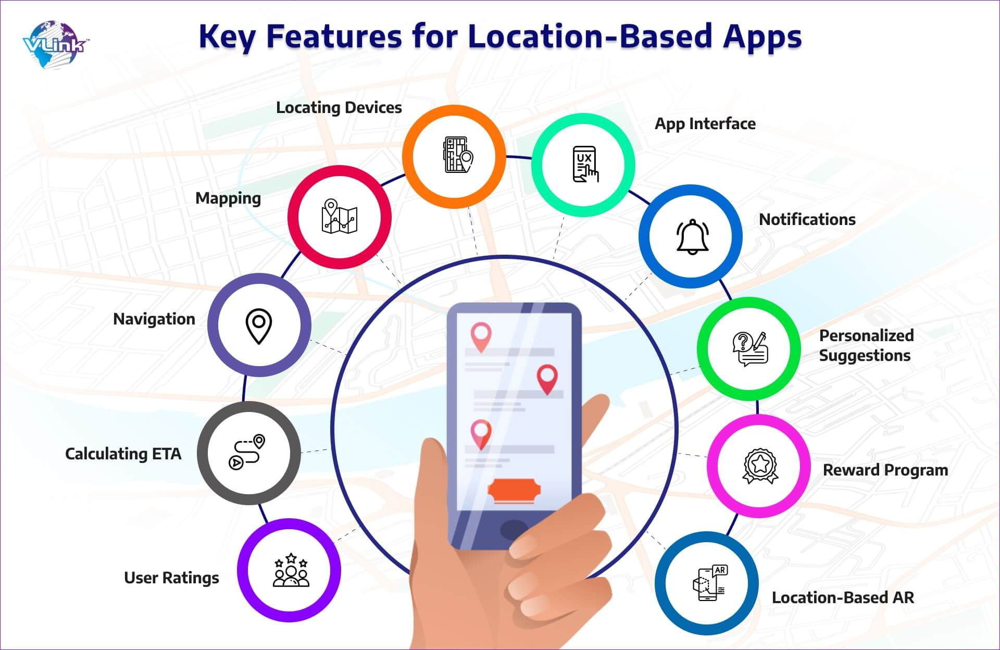 VLink™
Key Features for Location-Based Apps
Locating Devices
App Interface
UX
Mapping
Notifications
Navigation
?
Personalized
Suggestions
Calculating ETA
Reward Program
User Ratings
AR
Location-Based AR